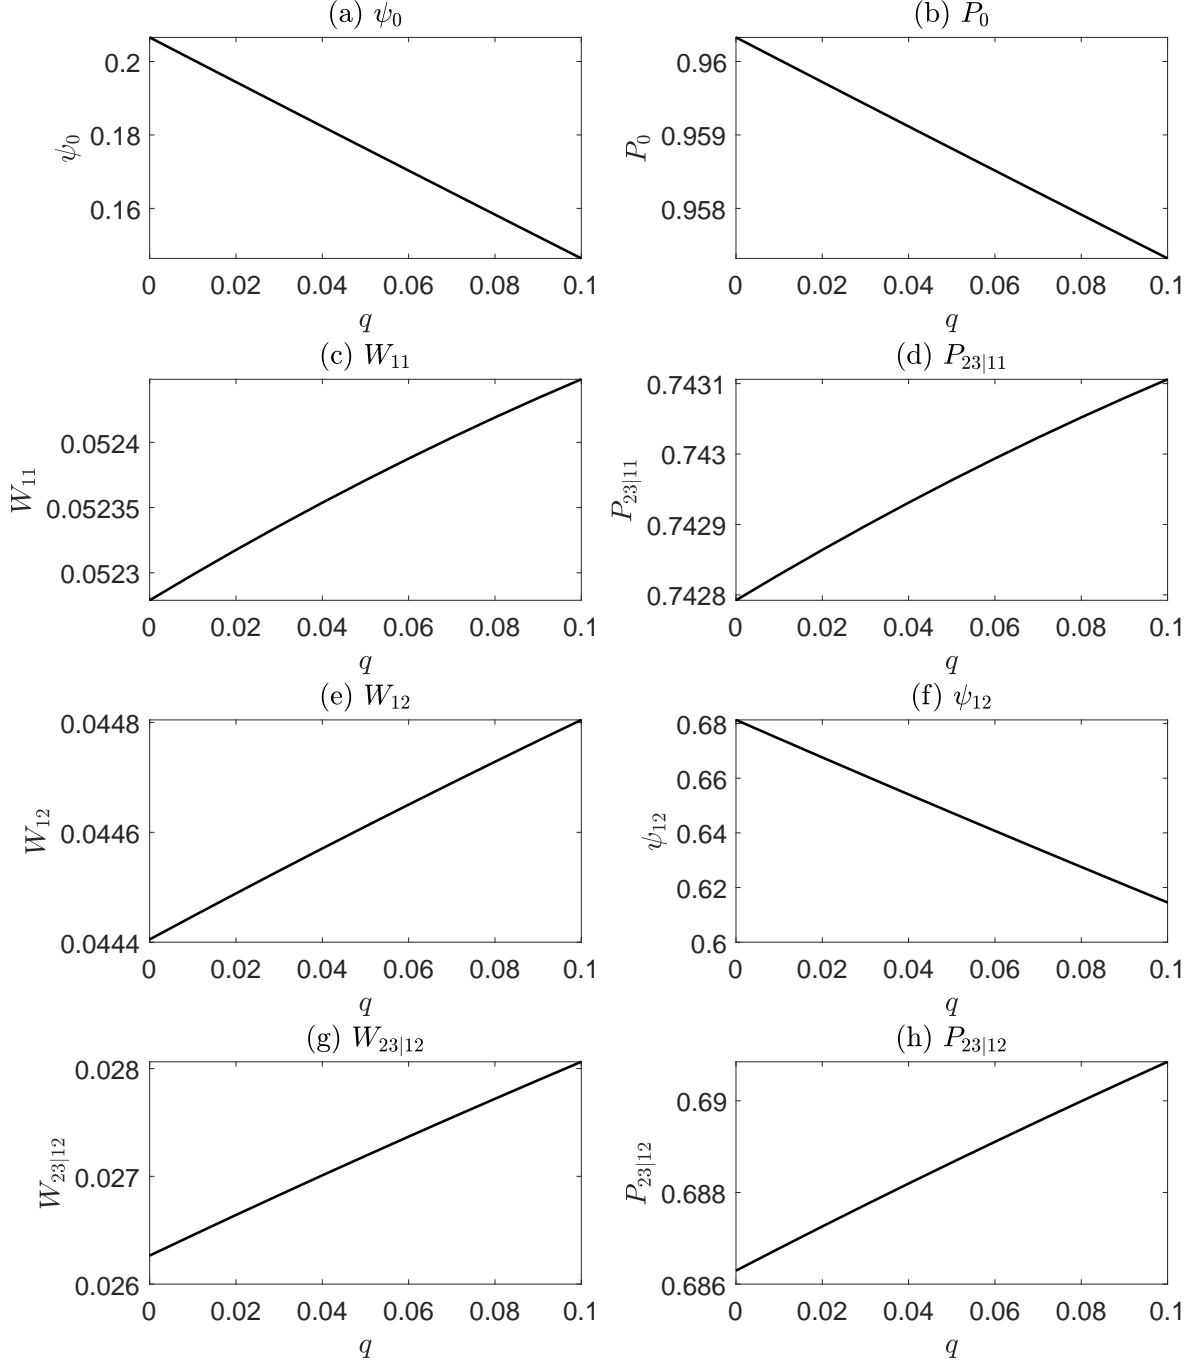 (a) ψ0
ψ0
0.2
0.18
0.16
0 0.02 0.04 0.06 0.08 0.1
q
(b) P0
P0
0.96
0.959
0.958
0 0.02 0.04 0.06 0.08 0.1
q
(c) W11
W11
0.0524
0.05235
0.0523
0 0.02 0.04 0.06 0.08 0.1
q
(d) P23|11
P23|11
0.7431
0.743
0.7429
0.7428
0 0.02 0.04 0.06 0.08 0.1
q
(e) W12
W12
0.0448
0.0446
0.0444
0 0.02 0.04 0.06 0.08 0.1
q
(f) ψ12
ψ12
0.68
0.66
0.64
0.62
0.6
0 0.02 0.04 0.06 0.08 0.1
q
(g) W23|12
W23|12
0.028
0.027
0.026
0 0.02 0.04 0.06 0.08 0.1
q
(h) P23|12
P23|12
0.69
0.688
0.686
0 0.02 0.04 0.06 0.08 0.1
q